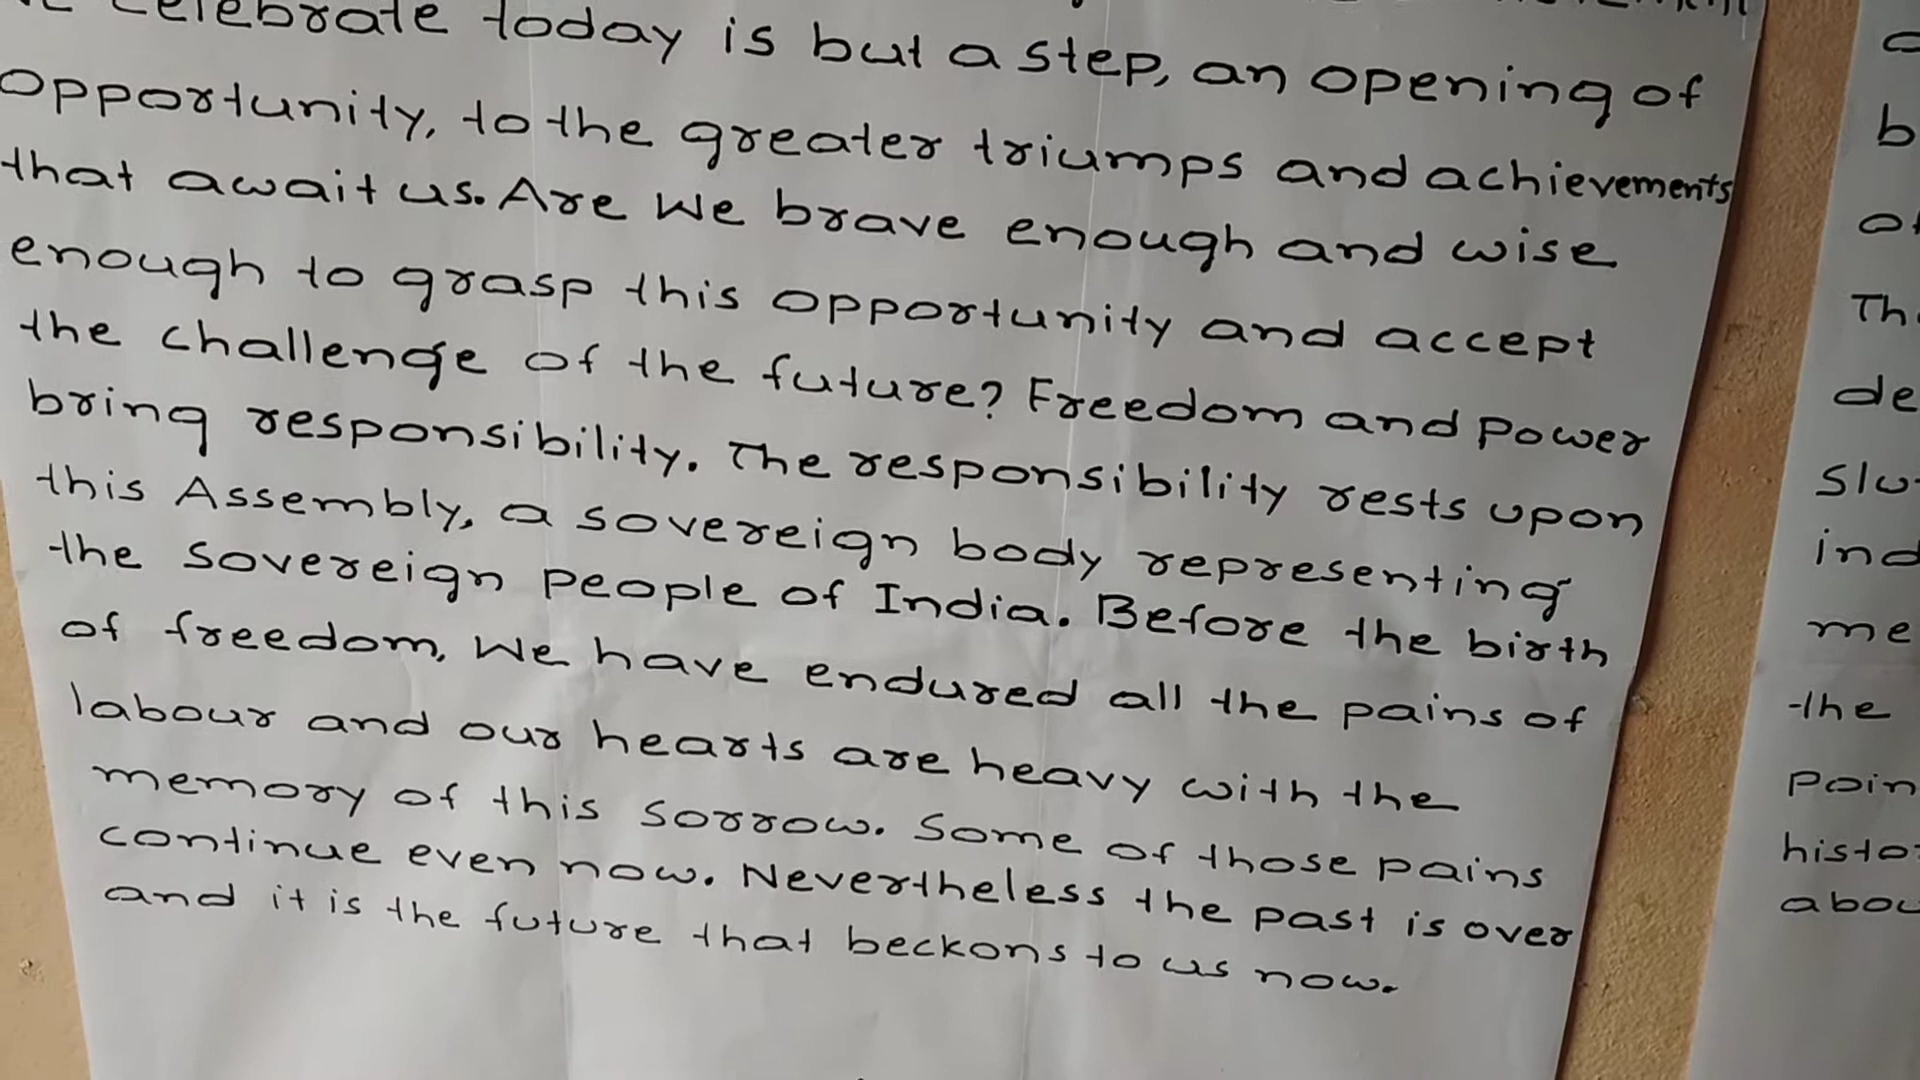 celebrate today is but a step, an opening of
opportunity, to the greater triumps and achievements
that await us. Are We brave enough and wise
enough to grasp this opportunity and accept
the challenge of the future? Freedom and Power
bring responsibility. The responsibility rests upon
this Assembly, a sovereign body representing
the sovereign people of India. Before the birth
of freedom, We have endured all the pains of
labour and our hearts are heavy with the
memory of this sorrow. Some of those pains
continue even now. Nevertheless the past is over
and it is the future that beckons to us now.
b
of
Th
de
Slu
ind
me
the
Poin
histo
abou